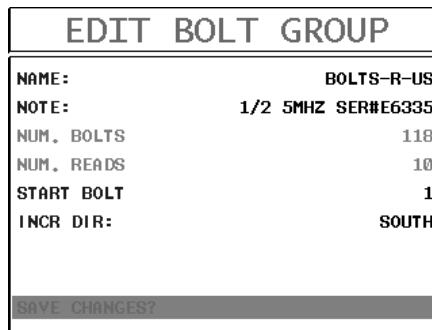 EDIT BOLT GROUP
NAME: BOLTS-R-US
NOTE: 1/2 5MHZ SER#E6335
NUM. BOLTS 118
NUM. READS 10
START BOLT 1
INCR DIR: SOUTH
SAVE CHANGES?